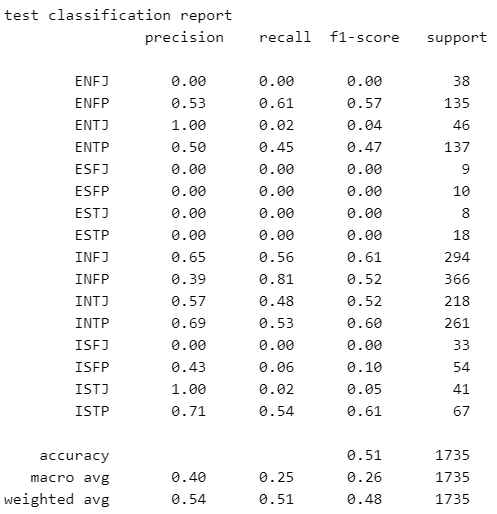 test classification report
precision recall f1-score support
ENFJ 0.00 0.00 0.00 38
ENFP 0.53 0.61 0.57 135
ENTJ 1.00 0.02 0.04 46
ENTP 0.50 0.45 0.47 137
ESFJ 0.00 0.00 0.00 9
ESFP 0.00 0.00 0.00 10
ESTJ 0.00 0.00 0.00 8
ESTP 0.00 0.00 0.00 18
INFJ 0.65 0.56 0.61 294
INFP 0.39 0.81 0.52 366
INTJ 0.57 0.48 0.52 218
INTP 0.69 0.53 0.60 261
ISFJ 0.00 0.00 0.00 33
ISFP 0.43 0.06 0.10 54
ISTJ 1.00 0.02 0.05 41
ISTP 0.71 0.54 0.61 67
accuracy 0.51 1735
macro avg 0.40 0.25 0.26 1735
weighted avg 0.54 0.51 0.48 1735